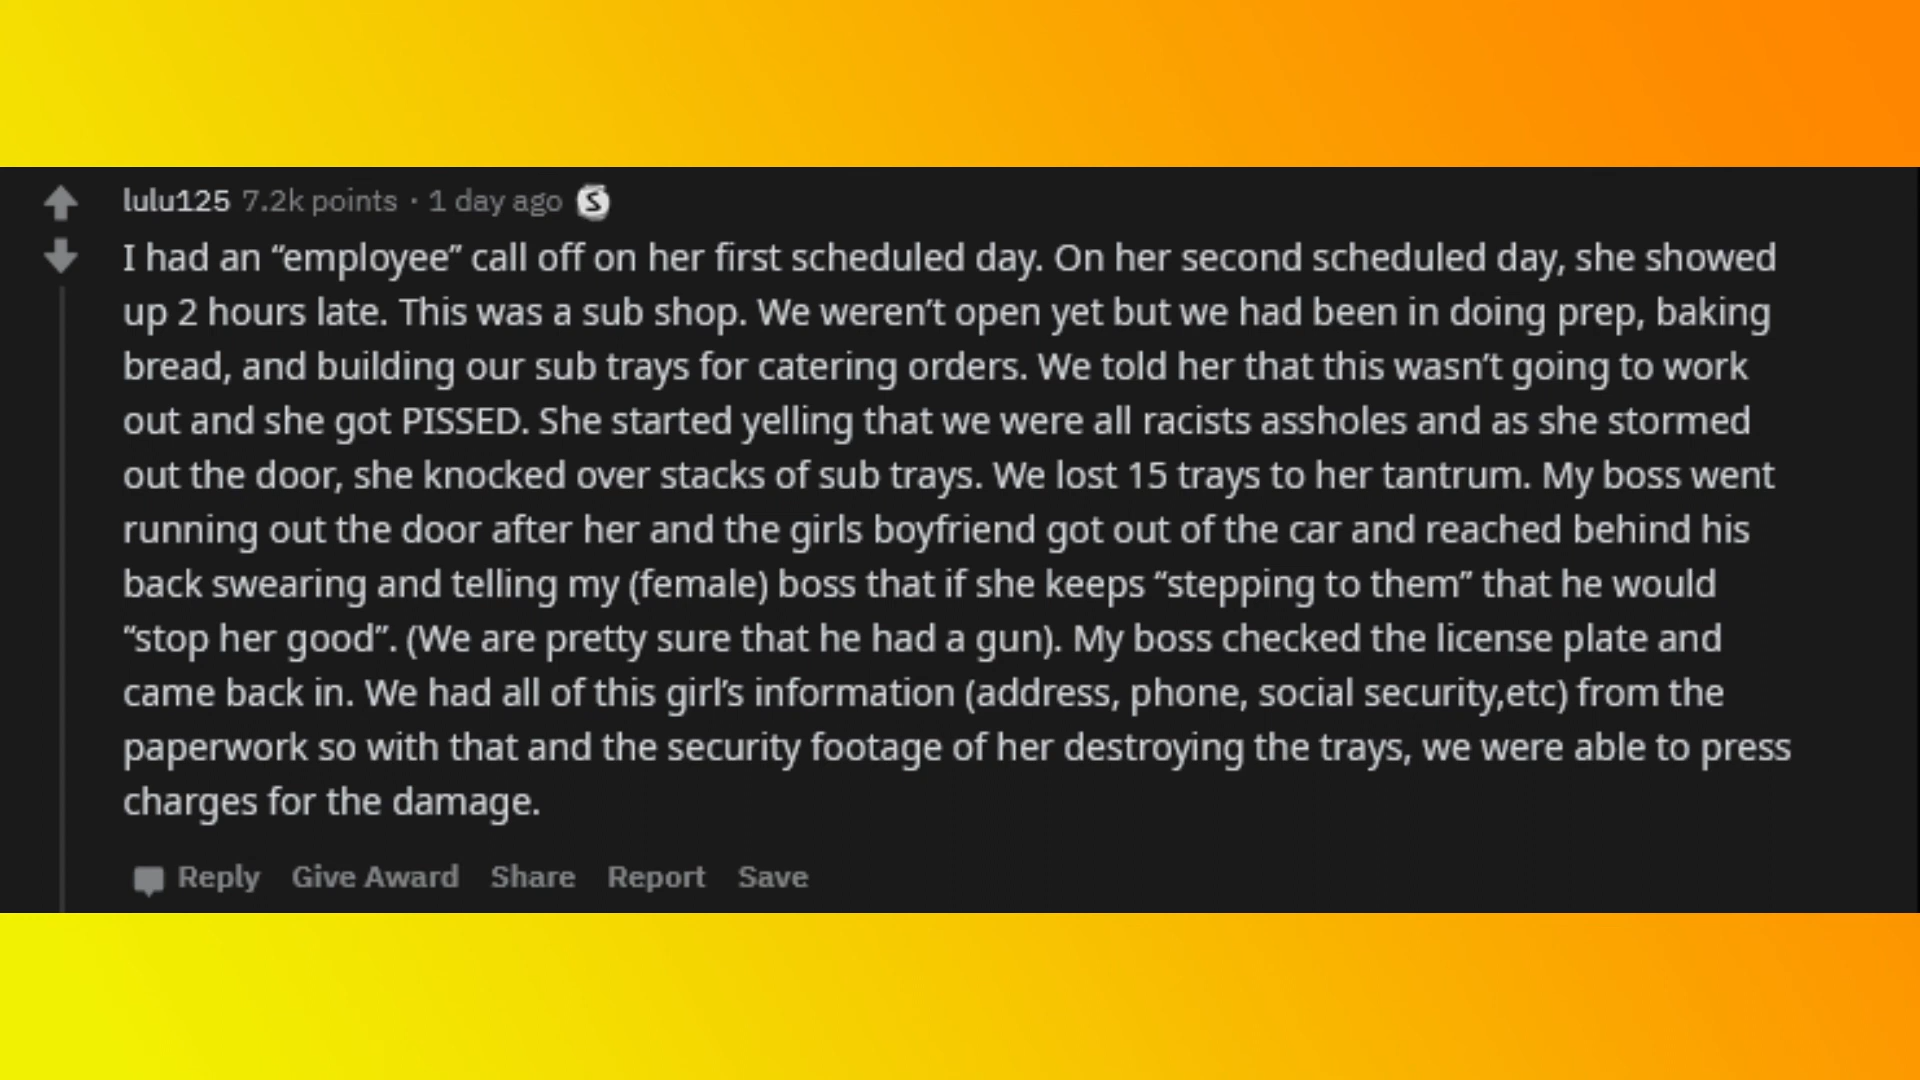 lulu125 7.2k points · 1 day ago S
I had an “employee” call off on her first scheduled day. On her second scheduled day, she showed
up 2 hours late. This was a sub shop. We weren’t open yet but we had been in doing prep, baking
bread, and building our sub trays for catering orders. We told her that this wasn’t going to work
out and she got PISSED. She started yelling that we were all racists assholes and as she stormed
out the door, she knocked over stacks of sub trays. We lost 15 trays to her tantrum. My boss went
running out the door after her and the girls boyfriend got out of the car and reached behind his
back swearing and telling my (female) boss that if she keeps “stepping to them” that he would
“stop her good”. (We are pretty sure that he had a gun). My boss checked the license plate and
came back in. We had all of this girl’s information (address, phone, social security,etc) from the
paperwork so with that and the security footage of her destroying the trays, we were able to press
charges for the damage.
Reply Give Award Share Report Save